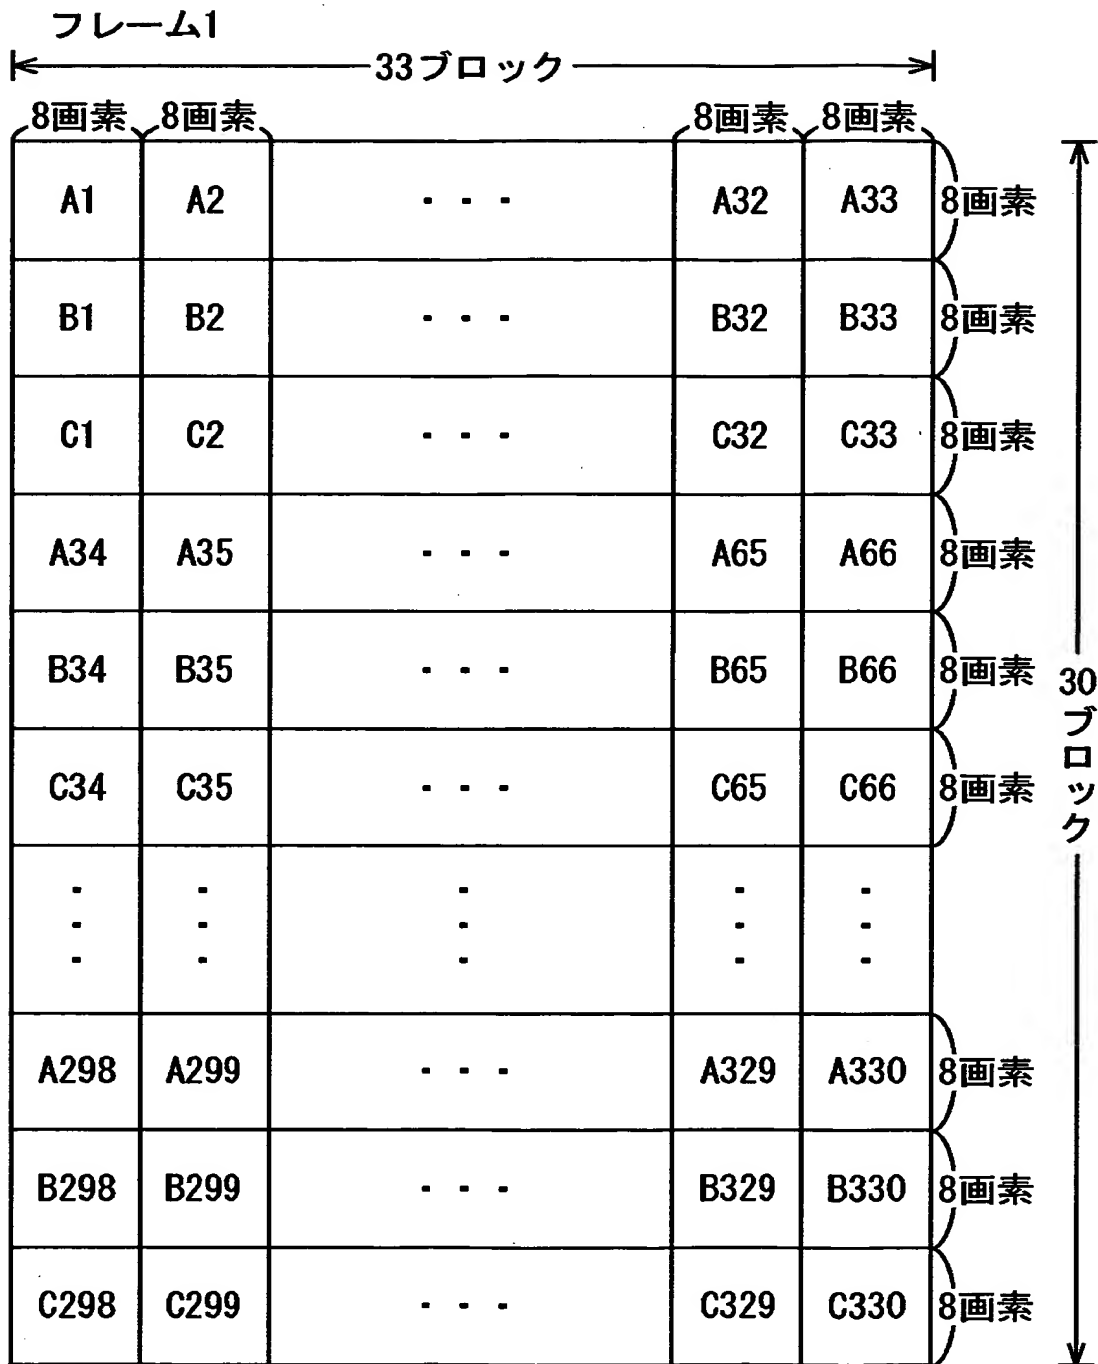 フレーム1
33ブロック
8画素 8画素 8画素 8画素
A1 A2 ・・・ A32 A33 8画素
B1 B2 ・・・ B32 B33 8画素
C1 C2 ・・・ C32 C33 8画素
A34 A35 ・・・ A65 A66 8画素
B34 B35 ・・・ B65 B66 8画素
C34 C35 ・・・ C65 C66 8画素
30ブロック
A298 A299 ・・・ A329 A330 8画素
B298 B299 ・・・ B329 B330 8画素
C298 C299 ・・・ C329 C330 8画素